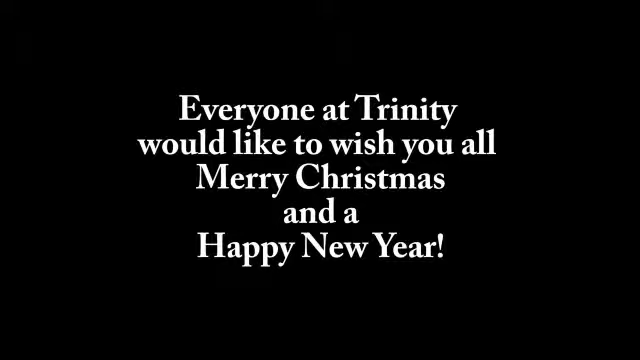 Everyone at Trinity
would like to wish you all
Merry Christmas
and a
Happy New Year!